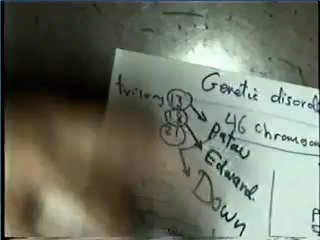 Genetic disord
trisomy 13
46 chromosom
18
21
Patau
Edward
Down